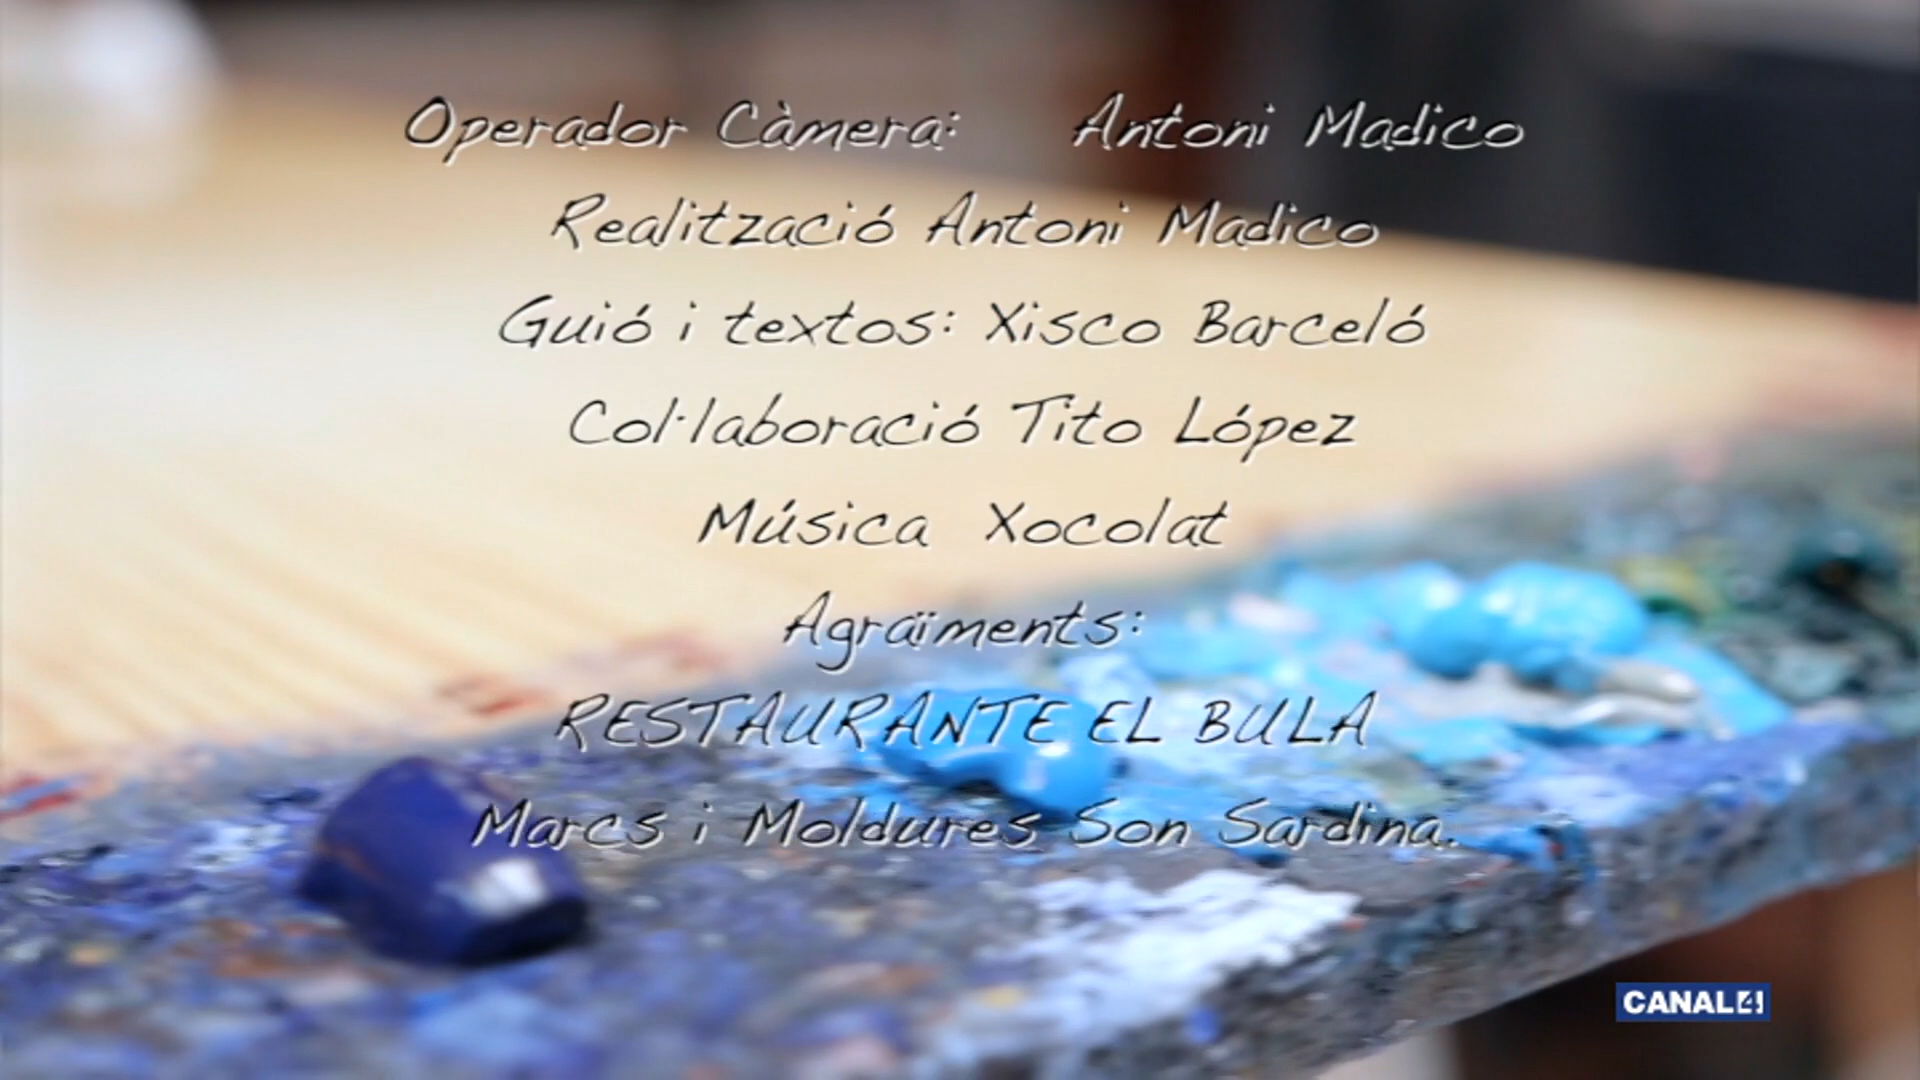 Operador Càmera: Antoni Madico
Realització Antoni Madico
Guió i textos: Xisco Barceló
Col·laboració Tito López
Música Xocolat
Agraïments:
RESTAURANTE EL BULA
Marcs i Moldures Son Sardina.
CANAL4